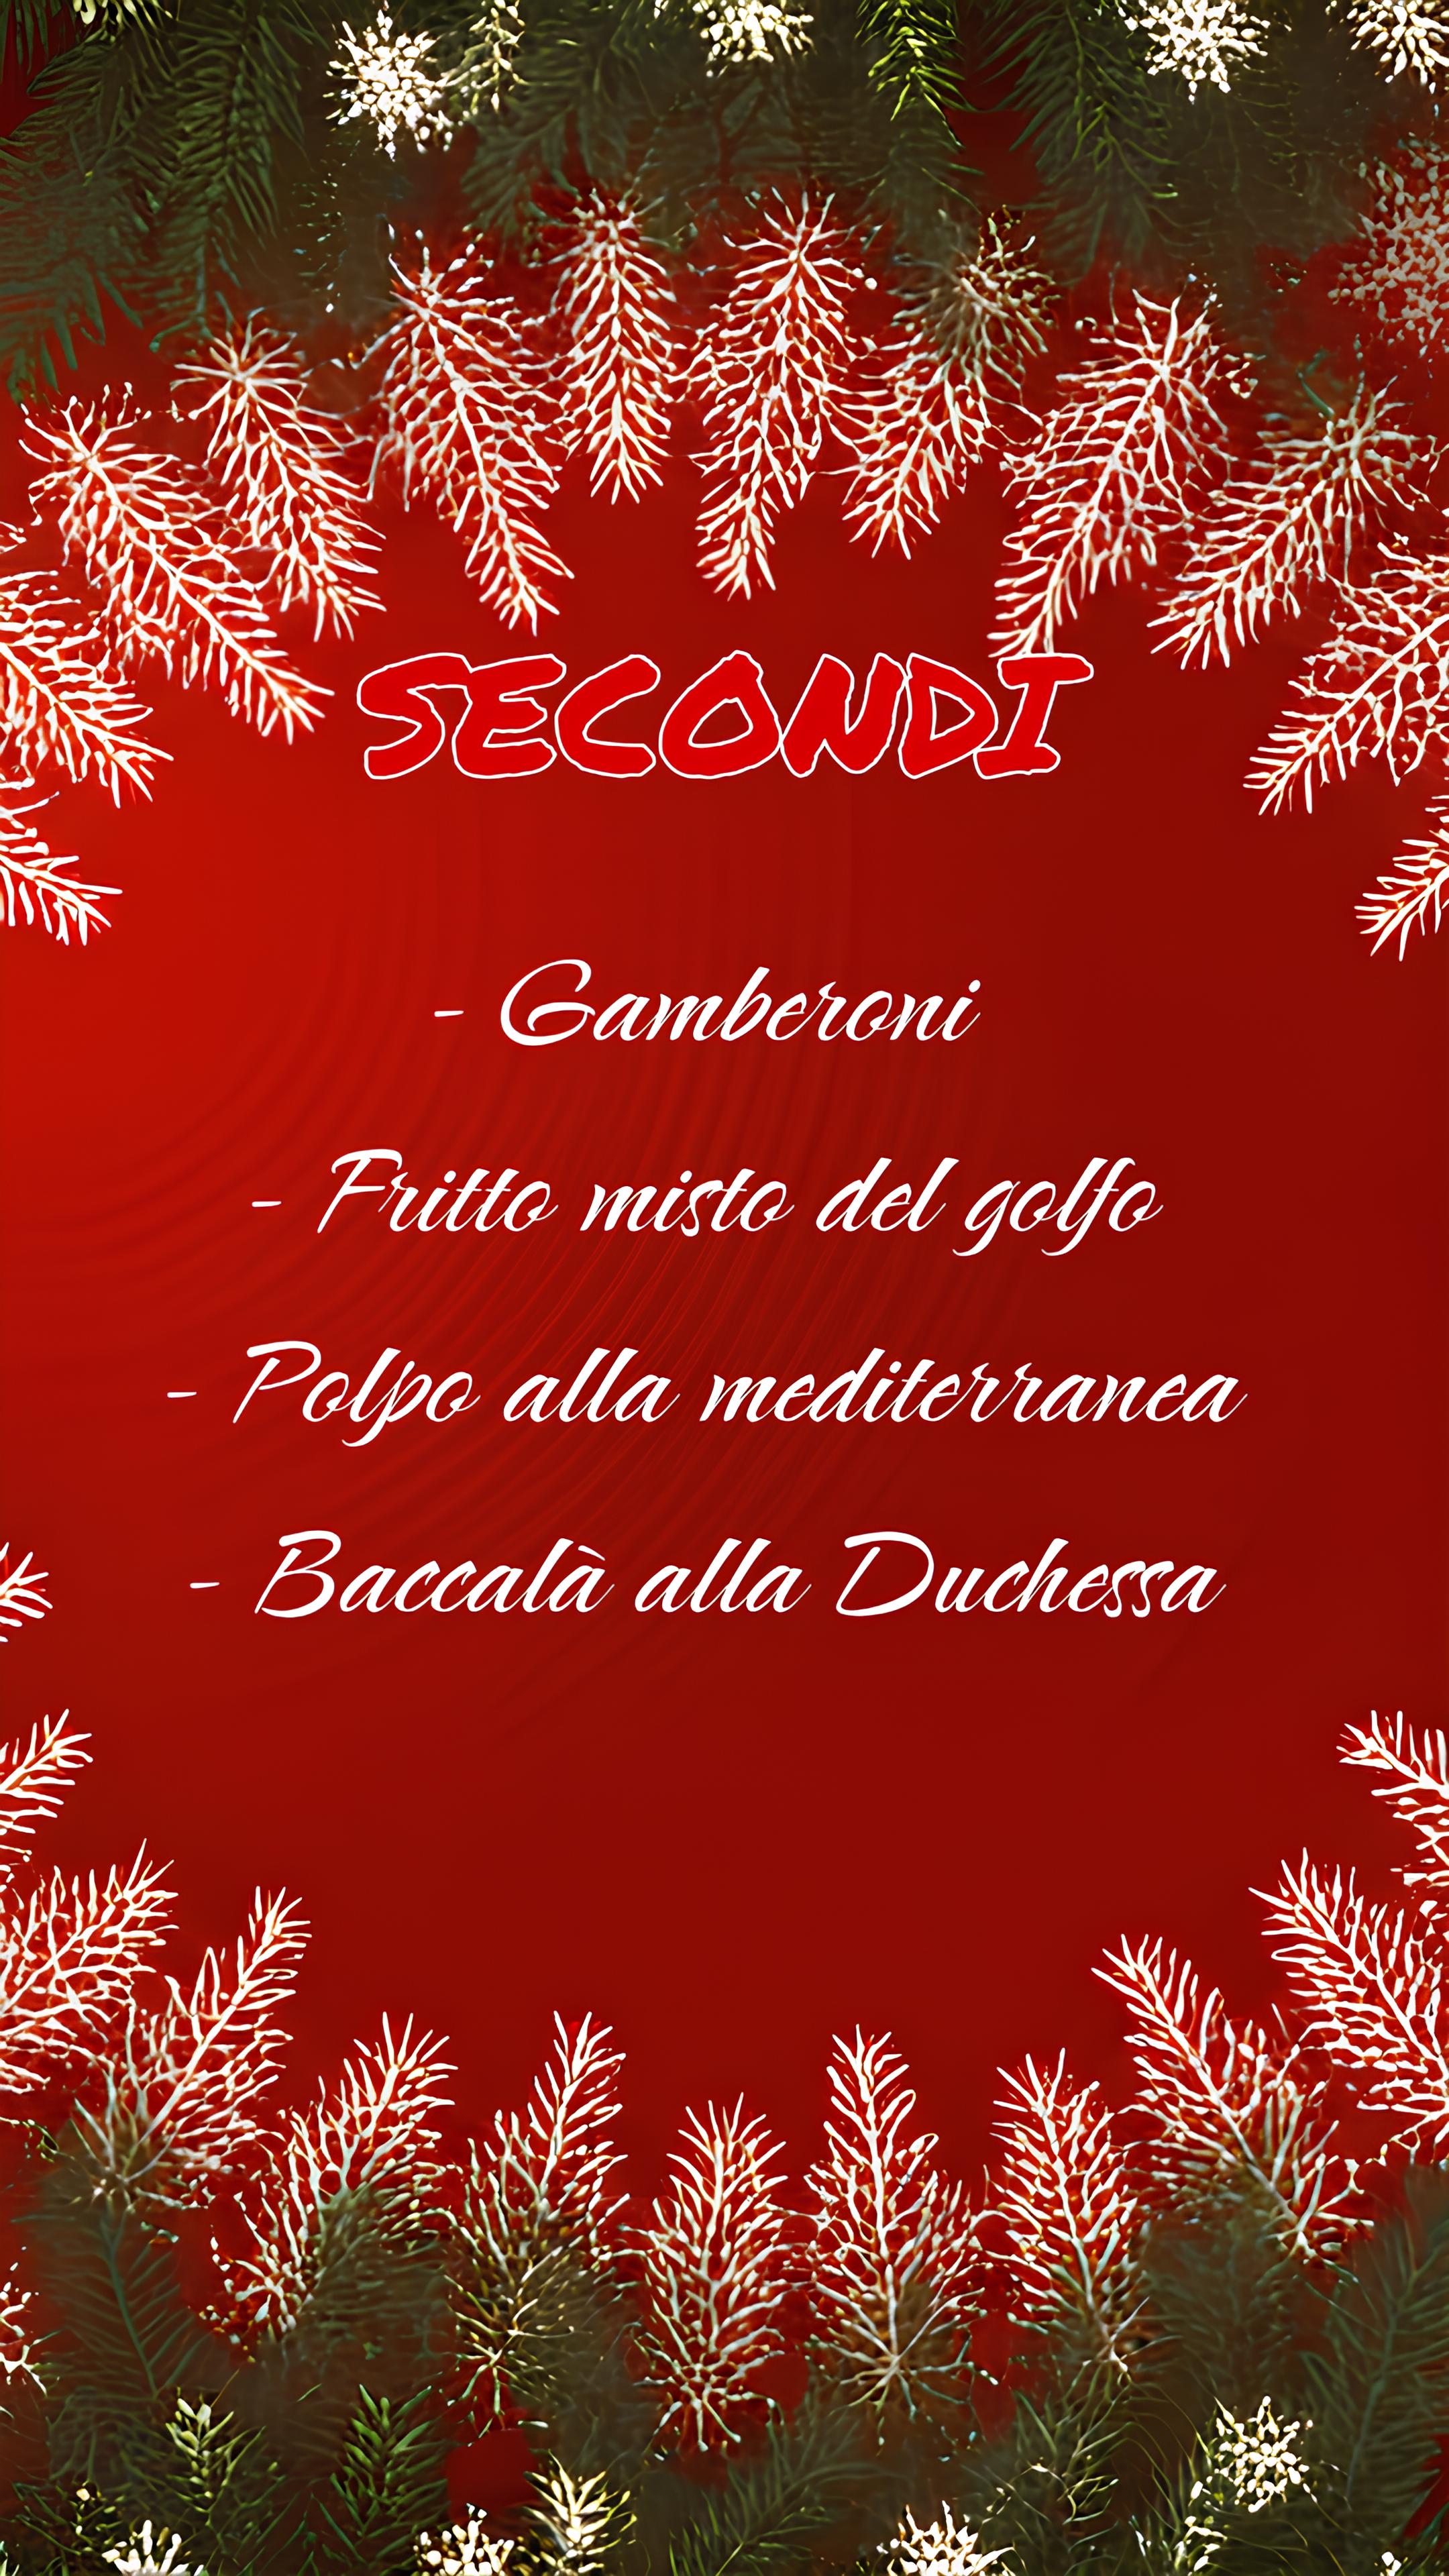 SECONDI
- Gamberoni
- Fritto misto del golfo
- Polpo alla mediterranea
- Baccalà alla Duchessa